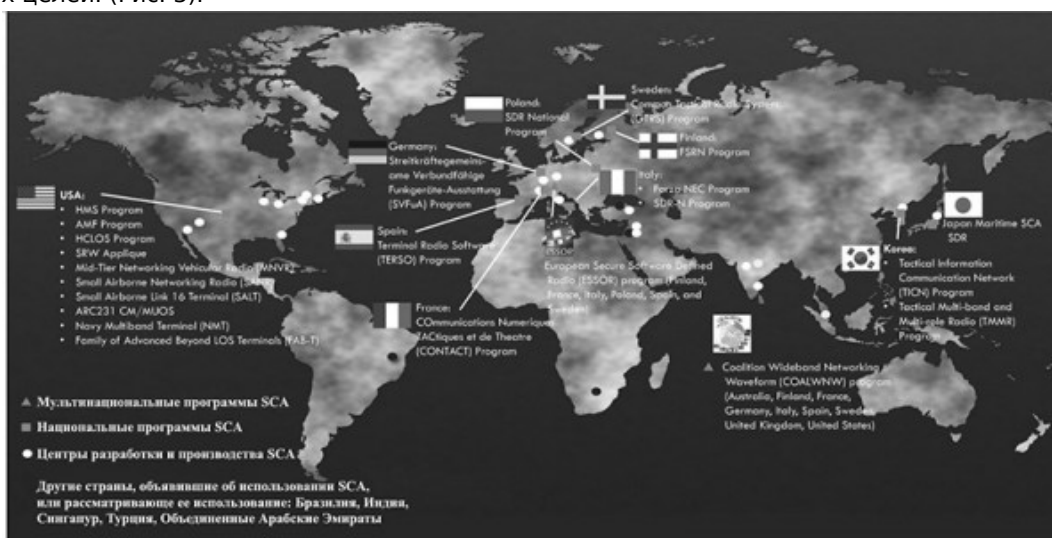 х целей. (Рис. 3).
Sweden:
Compan Tactical Radio System
(GTRS) Program
Poland:
SDR National
Program
Finland:
FSRN Program
Germany:
Streitkräftegemeins-
ame Verbundfähige
Funkgeräte-Ausstattung
(SVFuA) Program
Italy:
• Forza NEC Program
• SDR-N Program
USA:
• HMS Program
• AMF Program
• HCLOS Program
• SRW Applique
• Mid-Tier Networking Vehicular Radio (MNVR)
• Small Airborne Networking Radio (SANR)
• Small Airborne Link 16 Terminal (SALT)
• ARC231 CM/MUOS
• Navy Multiband Terminal (NMT)
• Family of Advanced Beyond LOS Terminals (FAB-T)
Spain:
Terminal Radio Software
(TERSO) Program
ESSOR:
European Secure Software Defined
Radio (ESSOR) program (Finland,
France, Italy, Poland, Spain, and
Sweden)
Japan Maritime SCA
SDR
Korea:
• Tactical Information
Communication Network
(TICN) Program
• Tactical Multi-band and
Multi-role Radio (TMMR)
Program
France:
COmmunications Numeriques
TACtiques et de Theatre
(CONTACT) Program
Coalition Wideband Networking
Waveform (COALWNW) program
(Australia, Finland, France,
Germany, Italy, Spain, Sweden,
United Kingdom, United States)
Мультинациональные программы SCA
Национальные программы SCA
Центры разработки и производства SCA
Другие страны, объявившие об использовании SCA,
или рассматривающе ее использование: Бразилия, Индия,
Сингапур, Турция, Объединенные Арабские Эмираты